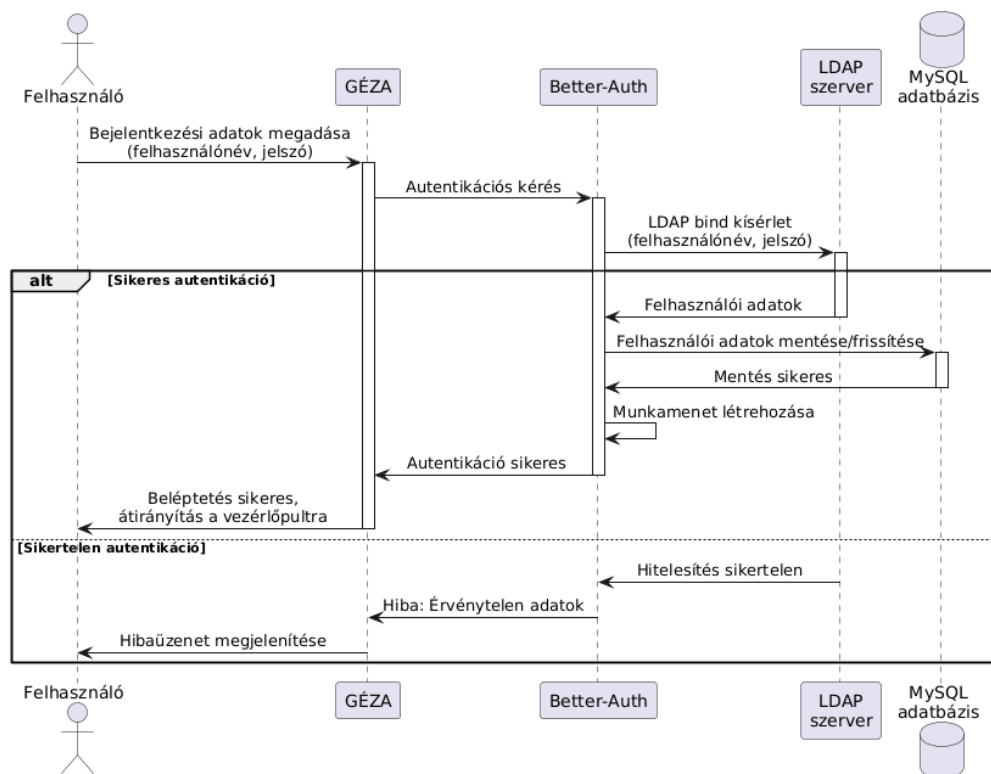 Felhasználó
GÉZA
Better-Auth
LDAP
szerver
MySQL
adatbázis
Bejelentkezési adatok megadása
(felhasználónév, jelszó)
Autentikációs kérés
LDAP bind kísérlet
(felhasználónév, jelszó)
alt
[Sikeres autentikáció]
Felhasználói adatok
Felhasználói adatok mentése/frissítése
Mentés sikeres
Munkamenet létrehozása
Autentikáció sikeres
Beléptetés sikeres,
átirányítás a vezérlőpultra
[Sikertelen autentikáció]
Hitelesítés sikertelen
Hiba: Érvénytelen adatok
Hibaüzenet megjelenítése
Felhasználó
GÉZA
Better-Auth
LDAP
szerver
MySQL
adatbázis